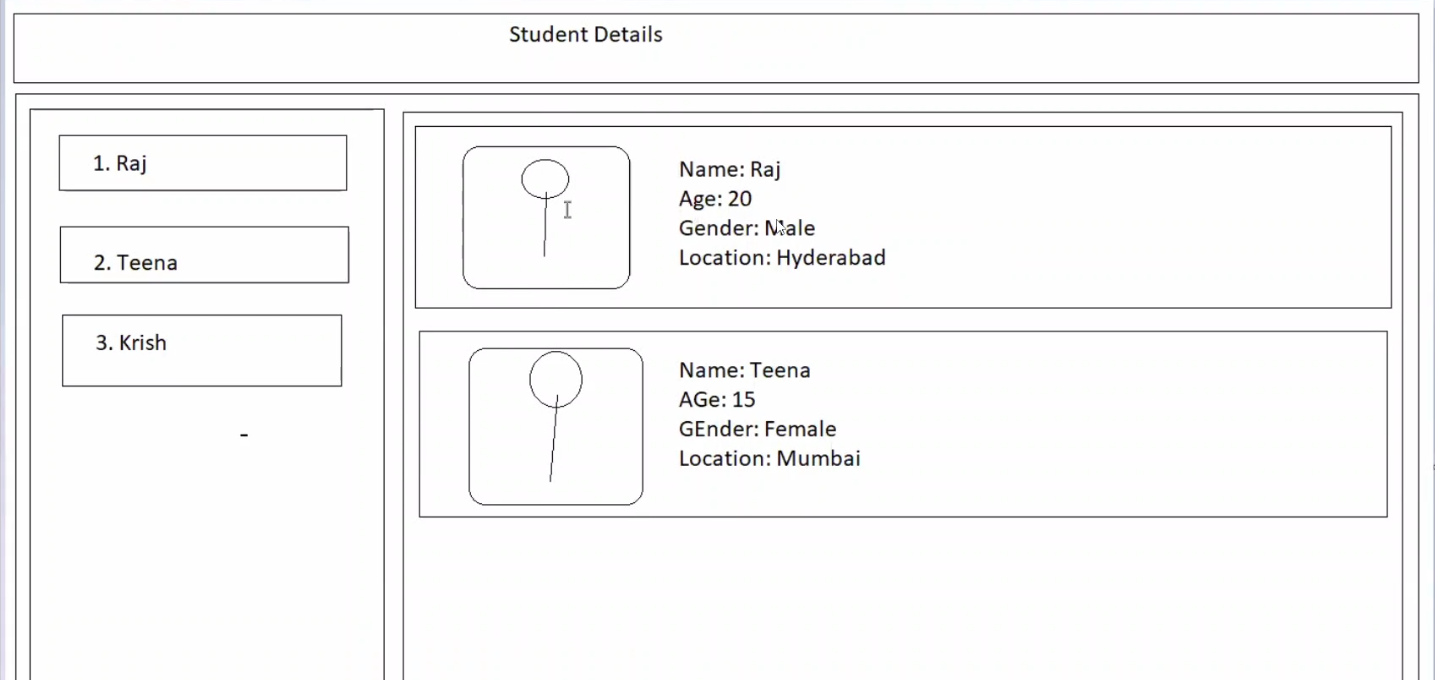 Student Details
1. Raj
2. Teena
3. Krish
-
Name: Raj
Age: 20
Gender: Male
Location: Hyderabad
Name: Teena
AGe: 15
GEnder: Female
Location: Mumbai